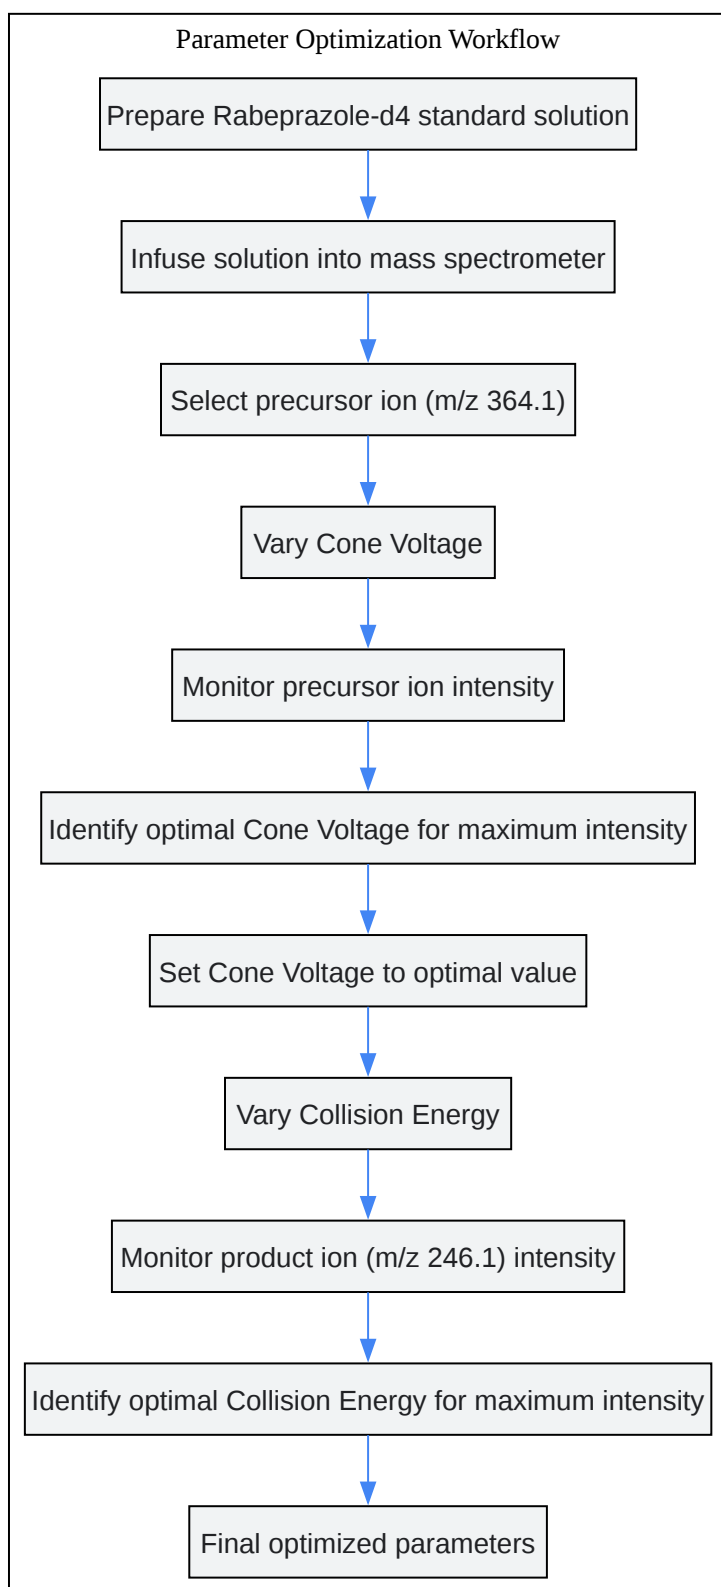 Parameter Optimization Workflow
Prepare Rabeprazole-d4 standard solution
Infuse solution into mass spectrometer
Select precursor ion (m/z 364.1)
Vary Cone Voltage
Monitor precursor ion intensity
Identify optimal Cone Voltage for maximum intensity
Set Cone Voltage to optimal value
Vary Collision Energy
Monitor product ion (m/z 246.1) intensity
Identify optimal Collision Energy for maximum intensity
Final optimized parameters